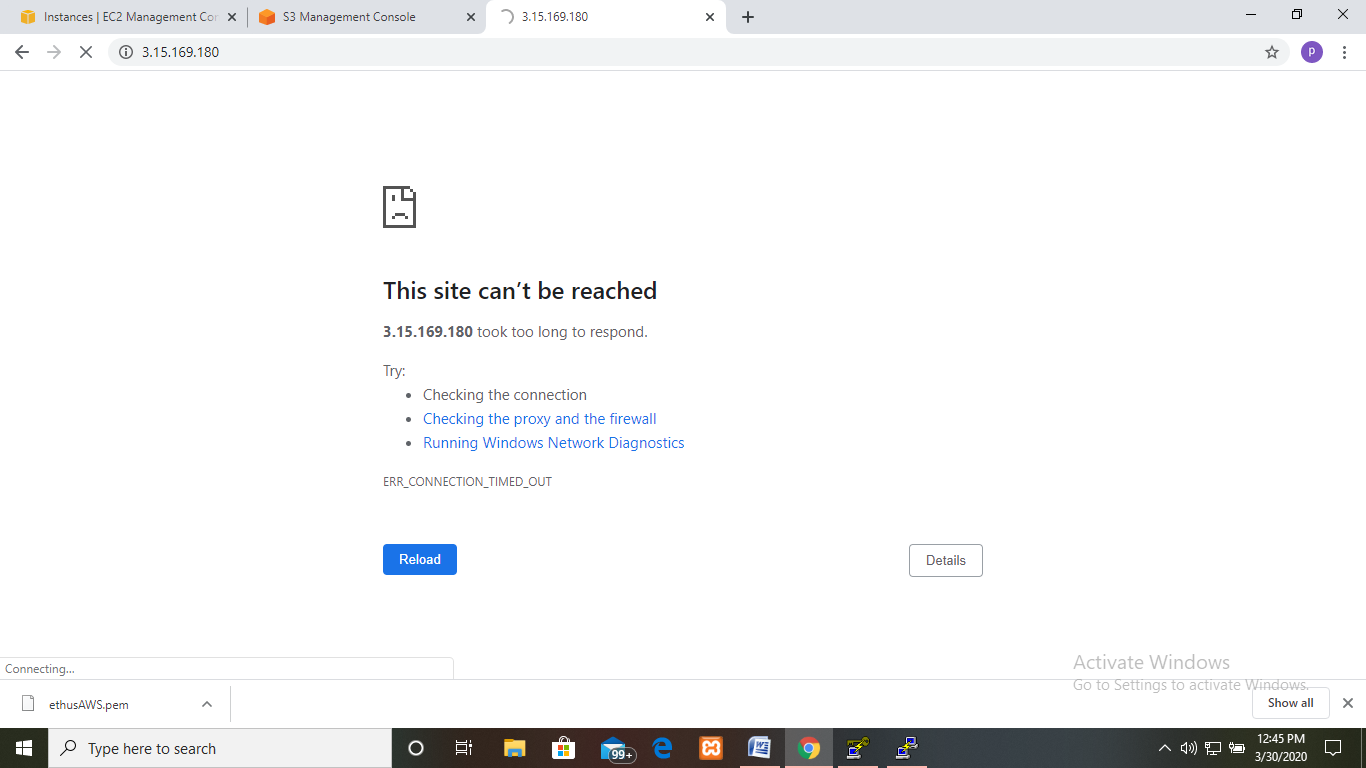 Instances | EC2 Management Con
S3 Management Console
3.15.169.180
3.15.169.180
P
This site can't be reached
3.15.169.180 took too long to respond.
Try:
Checking the connection
Checking the proxy and the firewall
Running Windows Network Diagnostics
ERR_CONNECTION_TIMED_OUT
Reload
Details
Connecting...
Activate Windows
Go to Settings to activate Windows.
ethusAWS.pem
Show all
Type here to search
99+
12:45 PM
3/30/2020